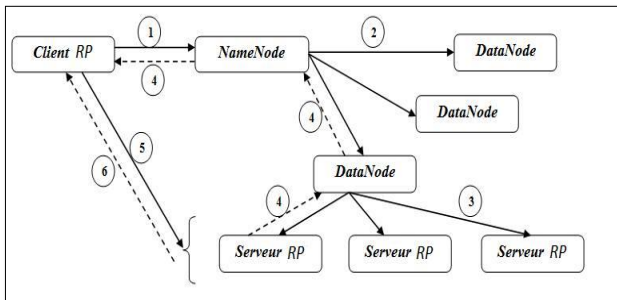 1
2
Client RP
NameNode
DataNode
4
DataNode
4
5
6
DataNode
4
3
Serveur RP
Serveur RP
Serveur RP